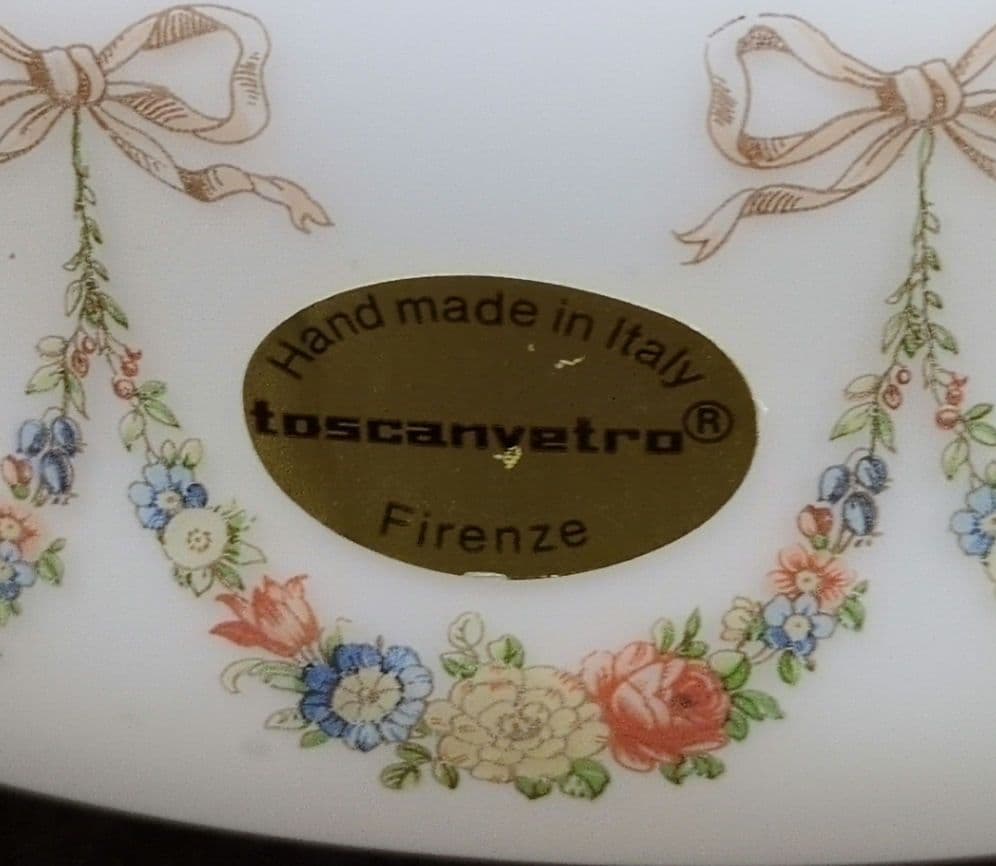 Hand made in Italy
toscanvetro®
Firenze